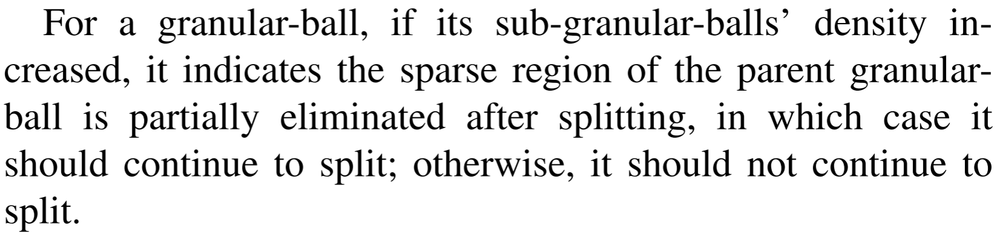 For a granular-ball, if its sub-granular-balls’ density in-
creased, it indicates the sparse region of the parent granular-
ball is partially eliminated after splitting, in which case it
should continue to split; otherwise, it should not continue to
split.